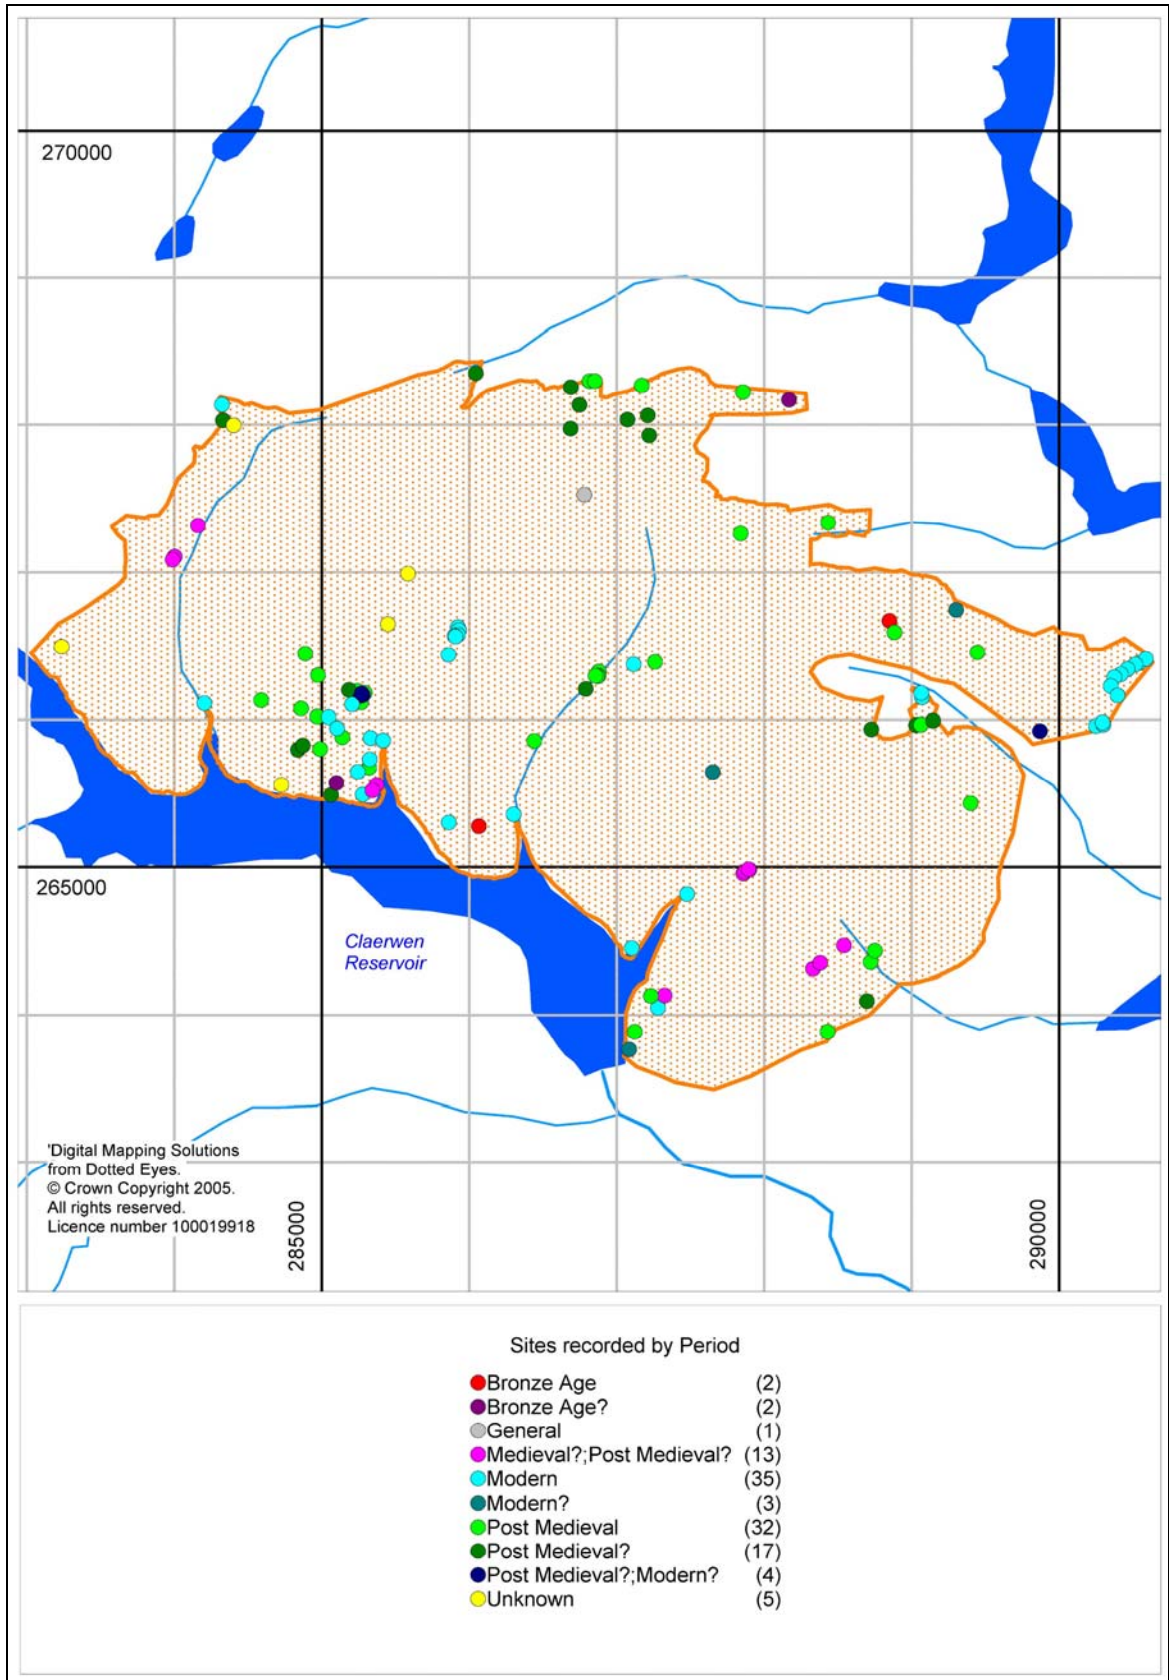 270000
265000
Claerwen
Reservoir
'Digital Mapping Solutions
from Dotted Eyes.
© Crown Copyright 2005.
All rights reserved.
Licence number 100019918
285000
290000
Sites recorded by Period
Bronze Age (2)
Bronze Age? (2)
General (1)
Medieval?;Post Medieval? (13)
Modern (35)
Modern? (3)
Post Medieval (32)
Post Medieval? (17)
Post Medieval?;Modern? (4)
Unknown (5)